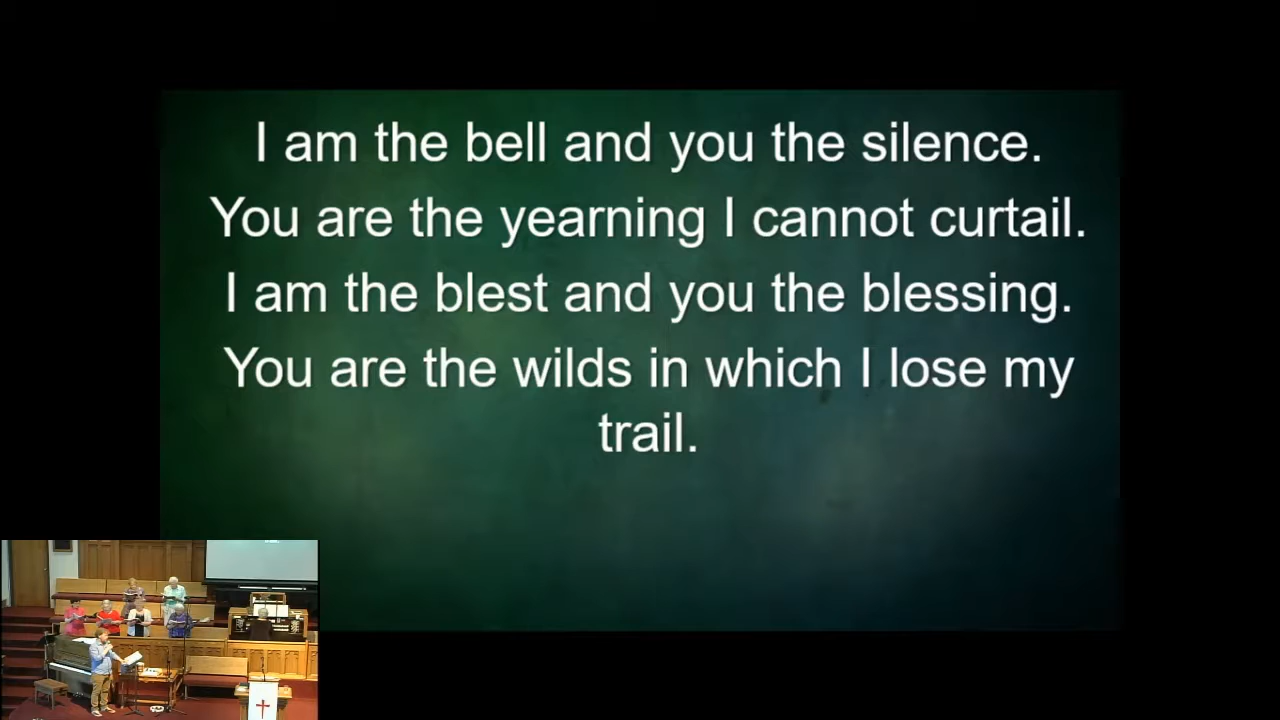 I am the bell and you the silence.
You are the yearning I cannot curtail.
I am the blest and you the blessing.
You are the wilds in which I lose my
trail.